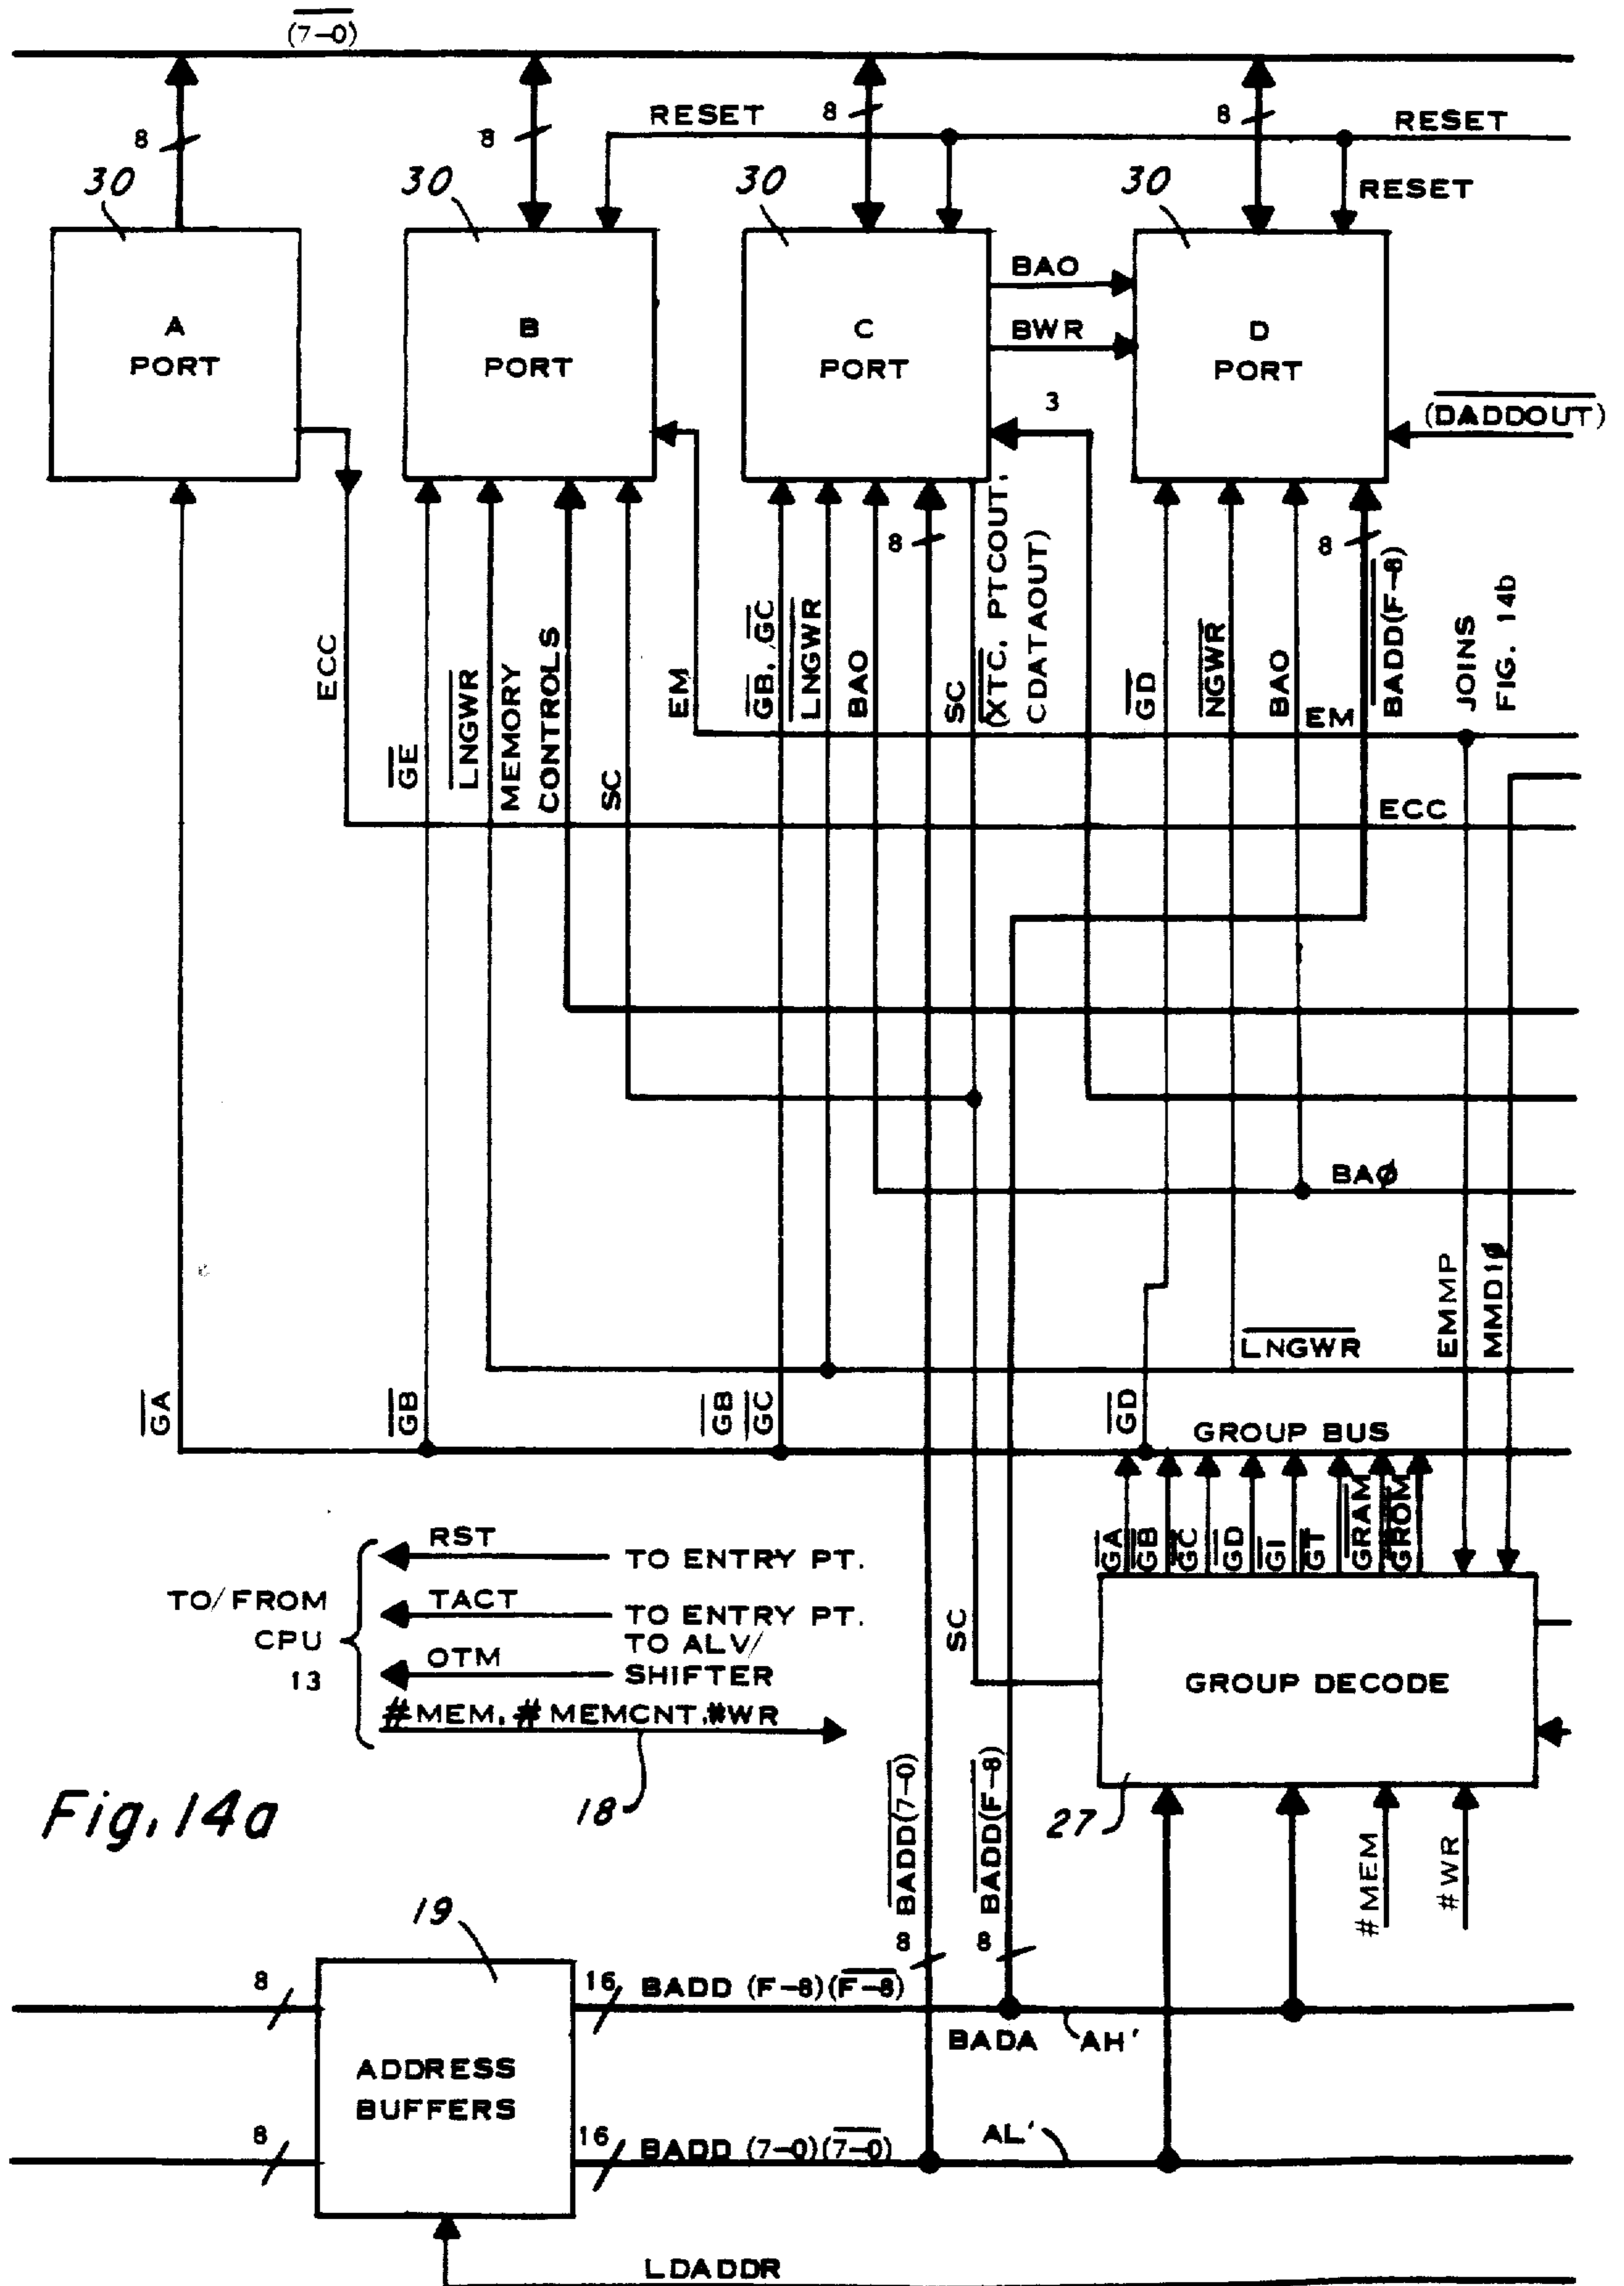 (7-0)
8
8
8
8
RESET
RESET
RESET
30
30
30
30
A
PORT
B
PORT
C
PORT
D
PORT
BAO
BWR
3
(DADDOUT)
8
8
ECC
GE
LNGWR
MEMORY
CONTROLS
SC
EM
GB, GC
LNGWR
BAO
SC
(XTC, PTCOUT,
CDATAOUT)
GD
NGWR
BAO
EM
BADD(F-8)
JOINS
FIG. 14b
ECC
BAØ
EMMP
MMD1Ø
LNGWR
GA
GB
GB
GC
GD
GROUP BUS
GA
GB
GC
GD
GI
GT
GRAM
GROM
RST
TO ENTRY PT.
TO/FROM
CPU
13
TACT
TO ENTRY PT.
TO ALV/
SHIFTER
OTM
#MEM, # MEMCNT, #WR
18
SC
GROUP DECODE
27
BADD(7-0)
BADD(F-8)
#MEM
#WR
Fig. 14a
19
8
8
8
16
BADD (F-8)(F-8)
BADA
AH'
ADDRESS
BUFFERS
8
16
BADD (7-0)(7-0)
AL'
LDADDR